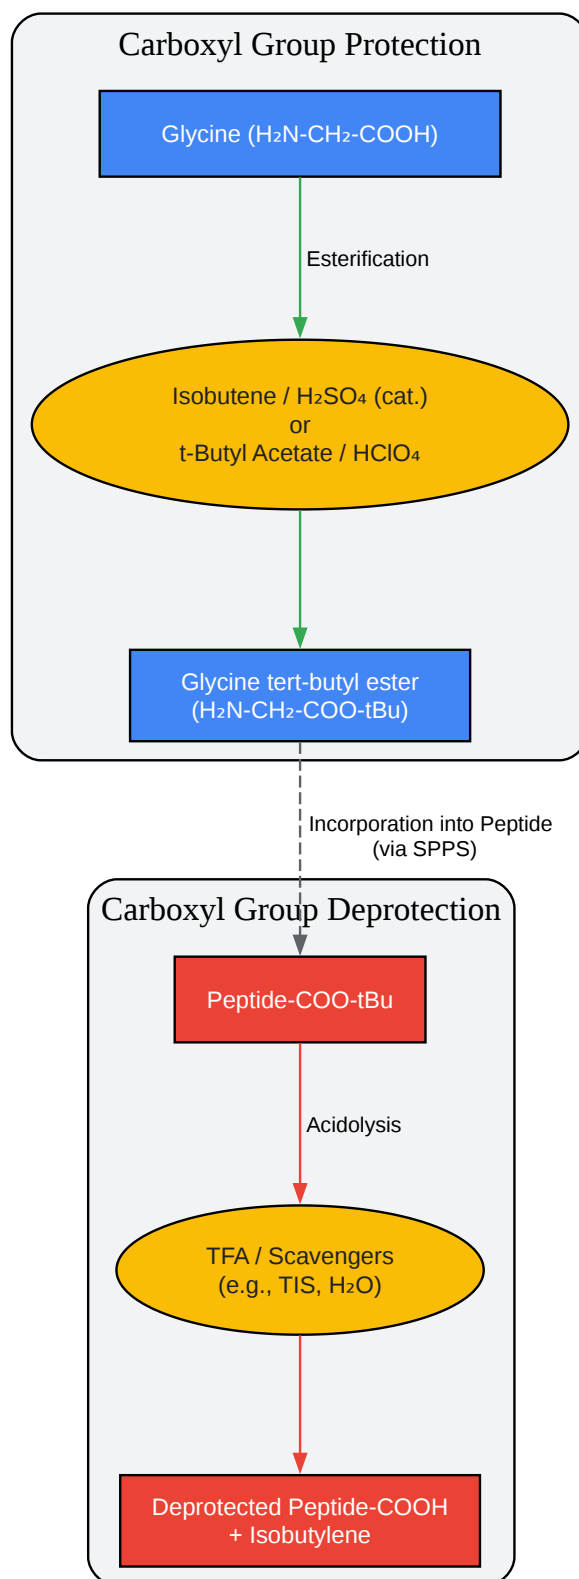 Carboxyl Group Protection
Glycine (H₂N-CH₂-COOH)
Esterification
Isobutene / H₂SO₄ (cat.)
or
t-Butyl Acetate / HClO₄
Glycine tert-butyl ester
(H₂N-CH₂-COO-tBu)
Incorporation into Peptide
(via SPPS)
Carboxyl Group Deprotection
Peptide-COO-tBu
Acidolysis
TFA / Scavengers
(e.g., TIS, H₂O)
Deprotected Peptide-COOH
+ Isobutylene